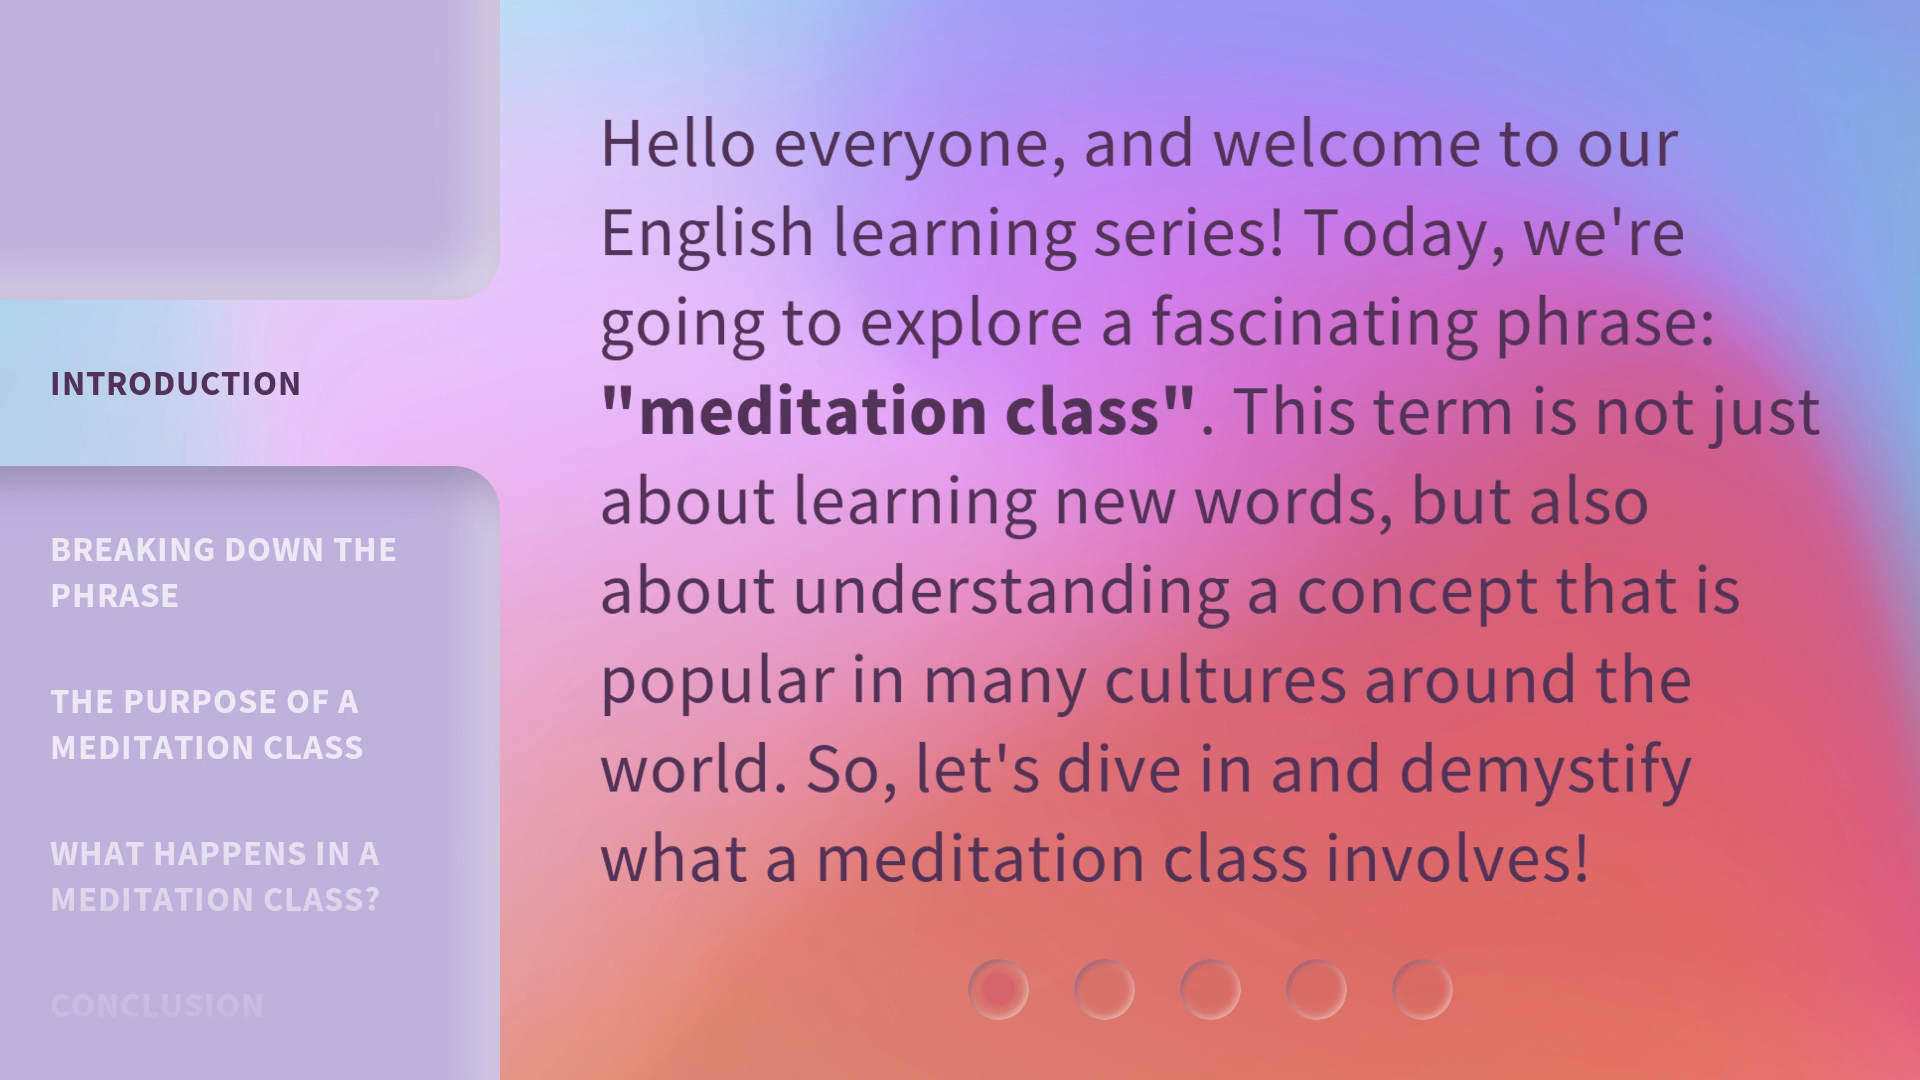 INTRODUCTION
BREAKING DOWN THE
PHRASE
THE PURPOSE OF A
MEDITATION CLASS
WHAT HAPPENS IN A
MEDITATION CLASS?
CONCLUSION
Hello everyone, and welcome to our
English learning series! Today, we're
going to explore a fascinating phrase:
"meditation class". This term is not just
about learning new words, but also
about understanding a concept that is
popular in many cultures around the
world. So, let's dive in and demystify
what a meditation class involves!